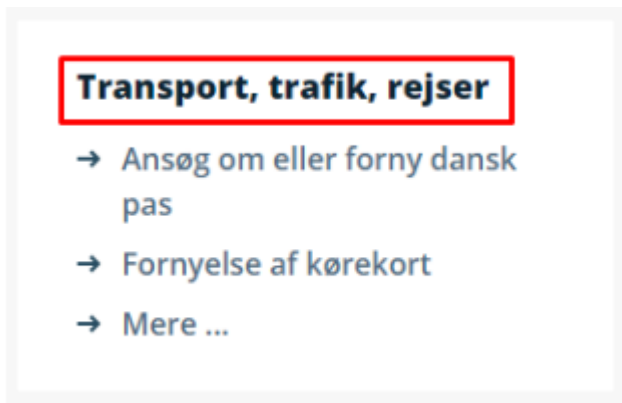 Transport, trafik, rejser
→ Ansøg om eller forny dansk
pas
→ Fornyelse af kørekort
→ Mere ...